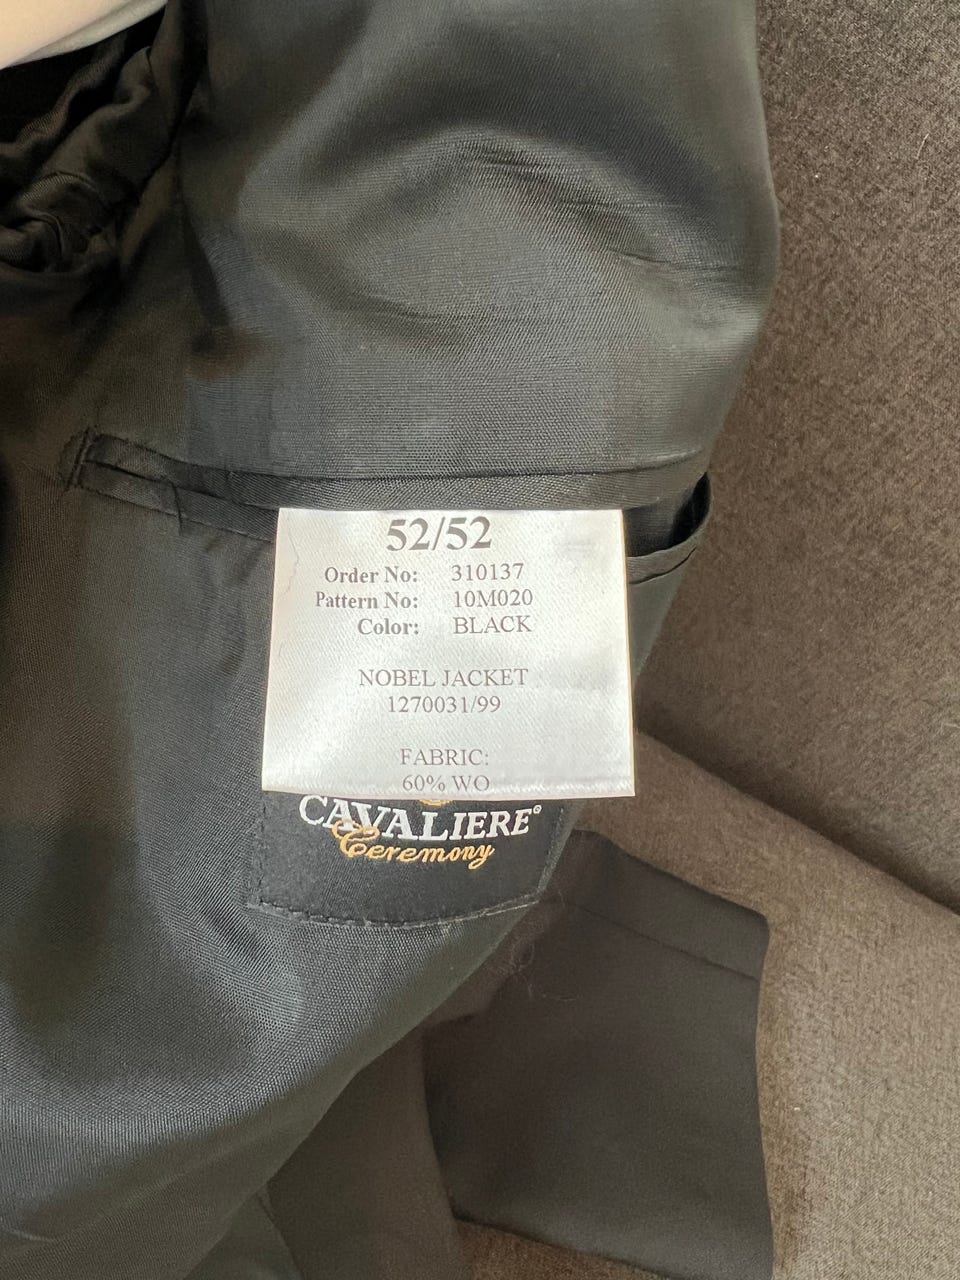 52/52
Order No: 310137
Pattern No: 10M020
Color: BLACK
NOBEL JACKET
1270031/99
FABRIC:
60% WO
CAVALIERE®
Ceremony